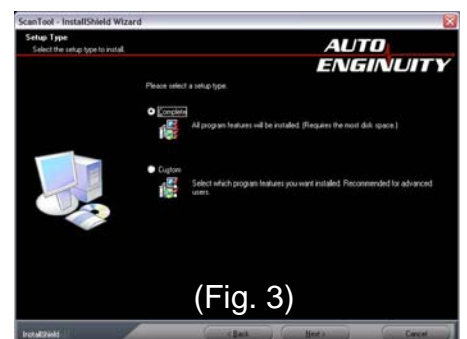 ScanTool - InstallShield Wizard
Setup Type
Select the setup type to install.
AUTO
ENGINUITY
Please select a setup type.
Complete
All program features will be installed. (Requires the most disk space.)
Custom
Select which program features you want installed. Recommended for advanced
users.
(Fig. 3)
InstallShield
< Back
Next >
Cancel